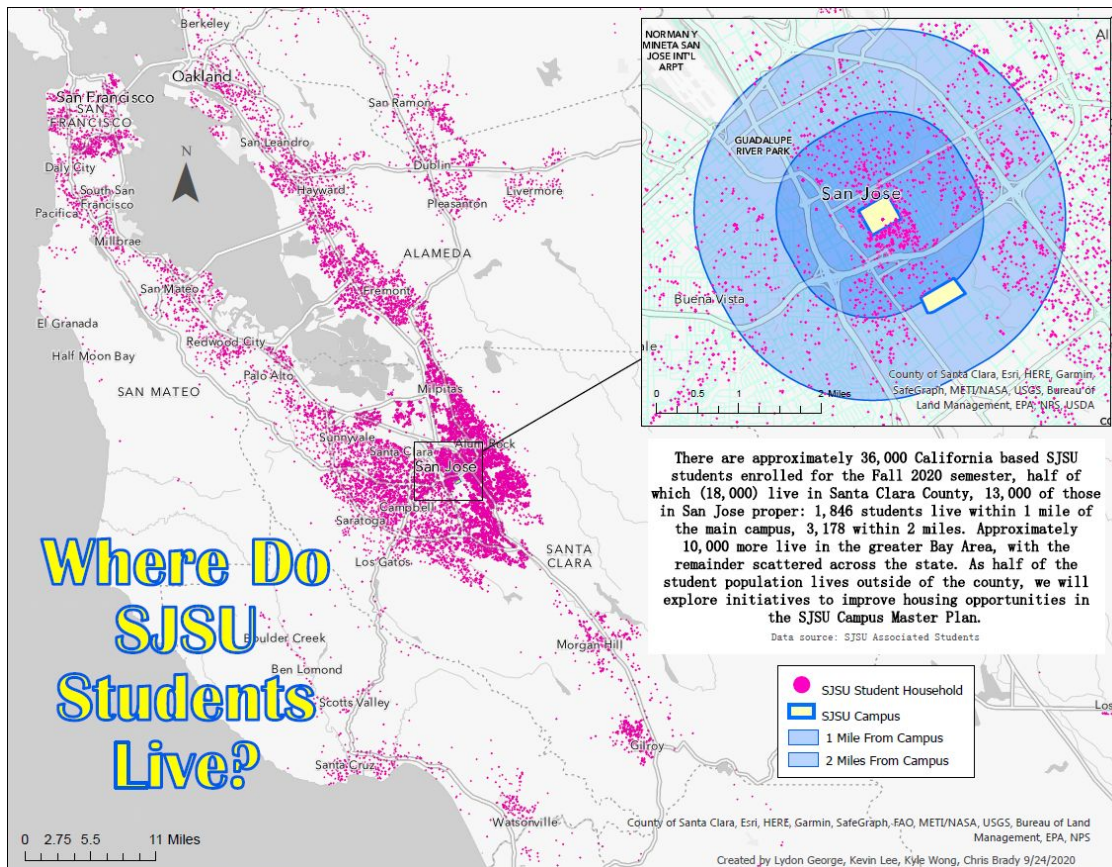 Berkeley
Oakland
San Francisco
SAN
FRANCISCO
San Ramon
San Leandro
Daly City
Dublin
Livermore
Hayward
South San
Francisco
Pacifica
Pleasanton
Millbrae
N
ALAMEDA
San Mateo
Fremont
El Granada
Redwood City
Half Moon Bay
Palo Alto
SAN MATEO
Milpitas
Sunnyvale
Santa Clara
Alum Rock
San Jose
Campbell
Saratoga
Los Gatos
SANTA
CLARA
Morgan Hill
Boulder Creek
Ben Lomond
Scotts Valley
Gilroy
Santa Cruz
Watsonville
Where Do
SJSU
Students
Live?
0 2.75 5.5 11 Miles
NORMAN Y
MINETA SAN
JOSE INT'L
ARPT
Al
GUADALUPE
RIVER PARK
San Jose
Buena Vista
le
0 0.5 1 2 Miles
County of Santa Clara, Esri, HERE, Garmin,
SafeGraph, METI/NASA, USGS, Bureau of
Land Management, EPA, NPS, USDA
There are approximately 36,000 California based SJSU
students enrolled for the Fall 2020 semester, half of
which (18,000) live in Santa Clara County, 13,000 of those
in San Jose proper: 1,846 students live within 1 mile of
the main campus, 3,178 within 2 miles. Approximately
10,000 more live in the greater Bay Area, with the
remainder scattered across the state. As half of the
student population lives outside of the county, we will
explore initiatives to improve housing opportunities in
the SJSU Campus Master Plan.
Data source: SJSU Associated Students
SJSU Student Household
SJSU Campus
1 Mile From Campus
2 Miles From Campus
Los
County of Santa Clara, Esri, HERE, Garmin, SafeGraph, FAO, METI/NASA, USGS, Bureau of Land
Management, EPA, NPS
Created by Lydon George, Kevin Lee, Kyle Wong, Chris Brady 9/24/2020